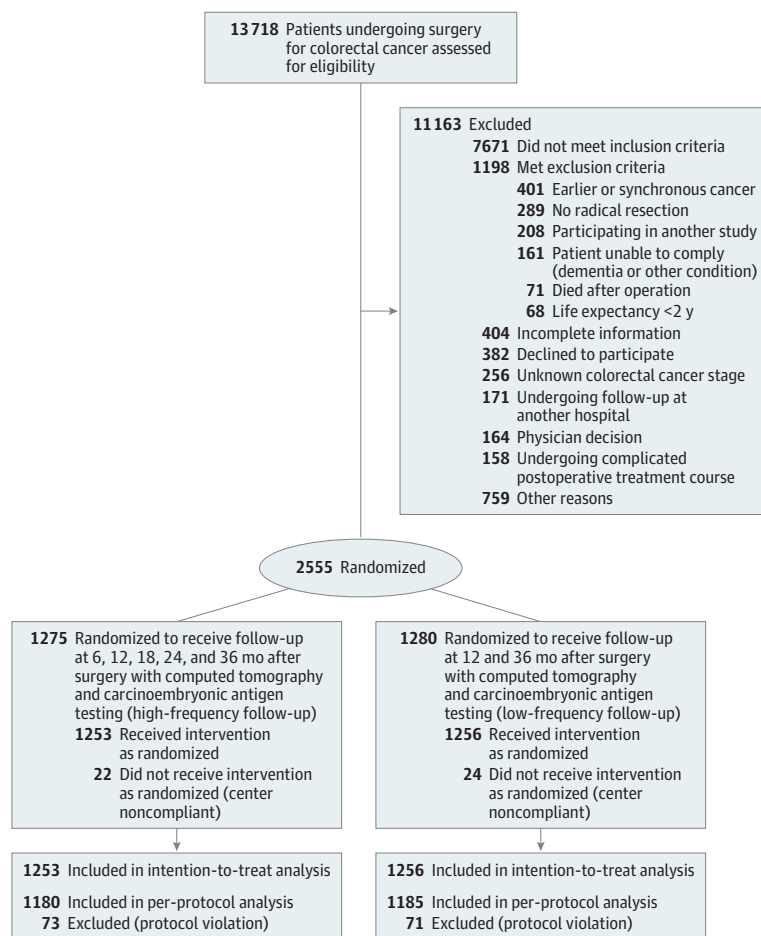 13 718 Patients undergoing surgery
for colorectal cancer assessed
for eligibility
11 163 Excluded
7671 Did not meet inclusion criteria
1198 Met exclusion criteria
401 Earlier or synchronous cancer
289 No radical resection
208 Participating in another study
161 Patient unable to comply
(dementia or other condition)
71 Died after operation
68 Life expectancy <2 y
404 Incomplete information
382 Declined to participate
256 Unknown colorectal cancer stage
171 Undergoing follow-up at
another hospital
164 Physician decision
158 Undergoing complicated
postoperative treatment course
759 Other reasons
2555 Randomized
1275 Randomized to receive follow-up
at 6, 12, 18, 24, and 36 mo after
surgery with computed tomography
and carcinoembryonic antigen
testing (high-frequency follow-up)
1253 Received intervention
as randomized
22 Did not receive intervention
as randomized (center
noncompliant)
1280 Randomized to receive follow-up
at 12 and 36 mo after surgery
with computed tomography
and carcinoembryonic antigen
testing (low-frequency follow-up)
1256 Received intervention
as randomized
24 Did not receive intervention
as randomized (center
noncompliant)
1253 Included in intention-to-treat analysis
1180 Included in per-protocol analysis
73 Excluded (protocol violation)
1256 Included in intention-to-treat analysis
1185 Included in per-protocol analysis
71 Excluded (protocol violation)